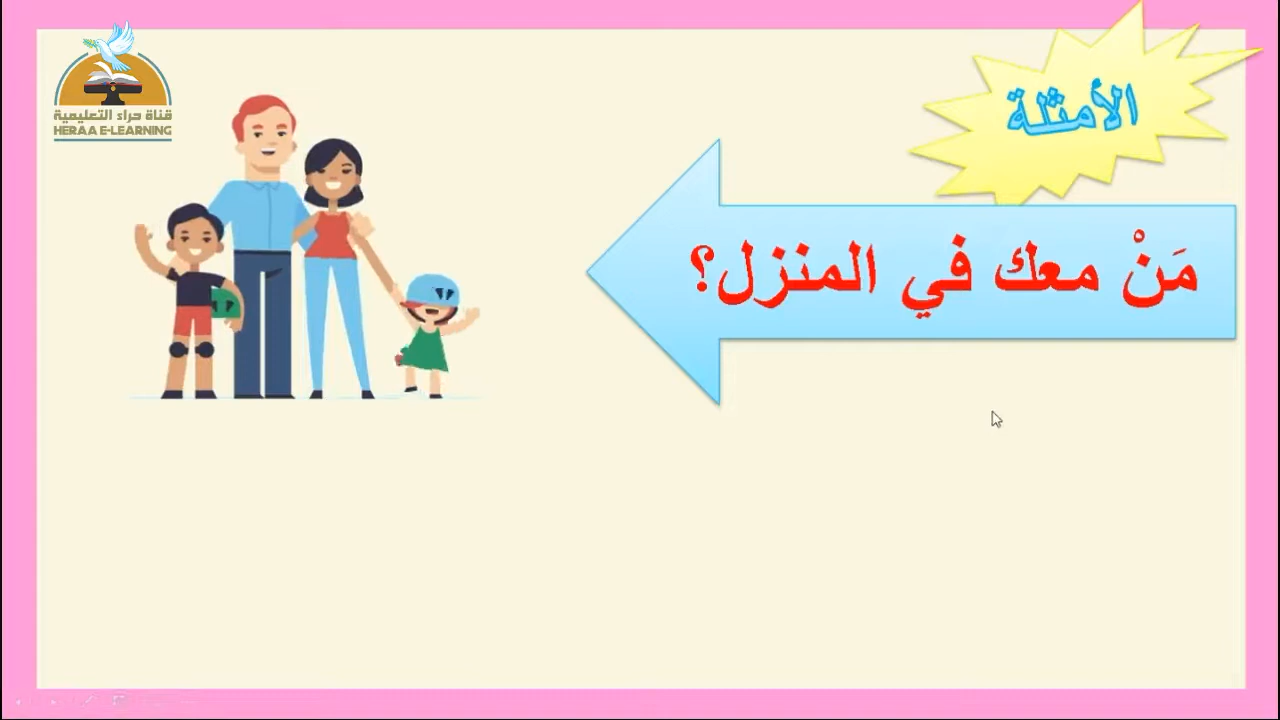 قناة حراء التعليمية
HERAA E-LEARNING
الأمثلة
مَنْ معك في المنزل؟